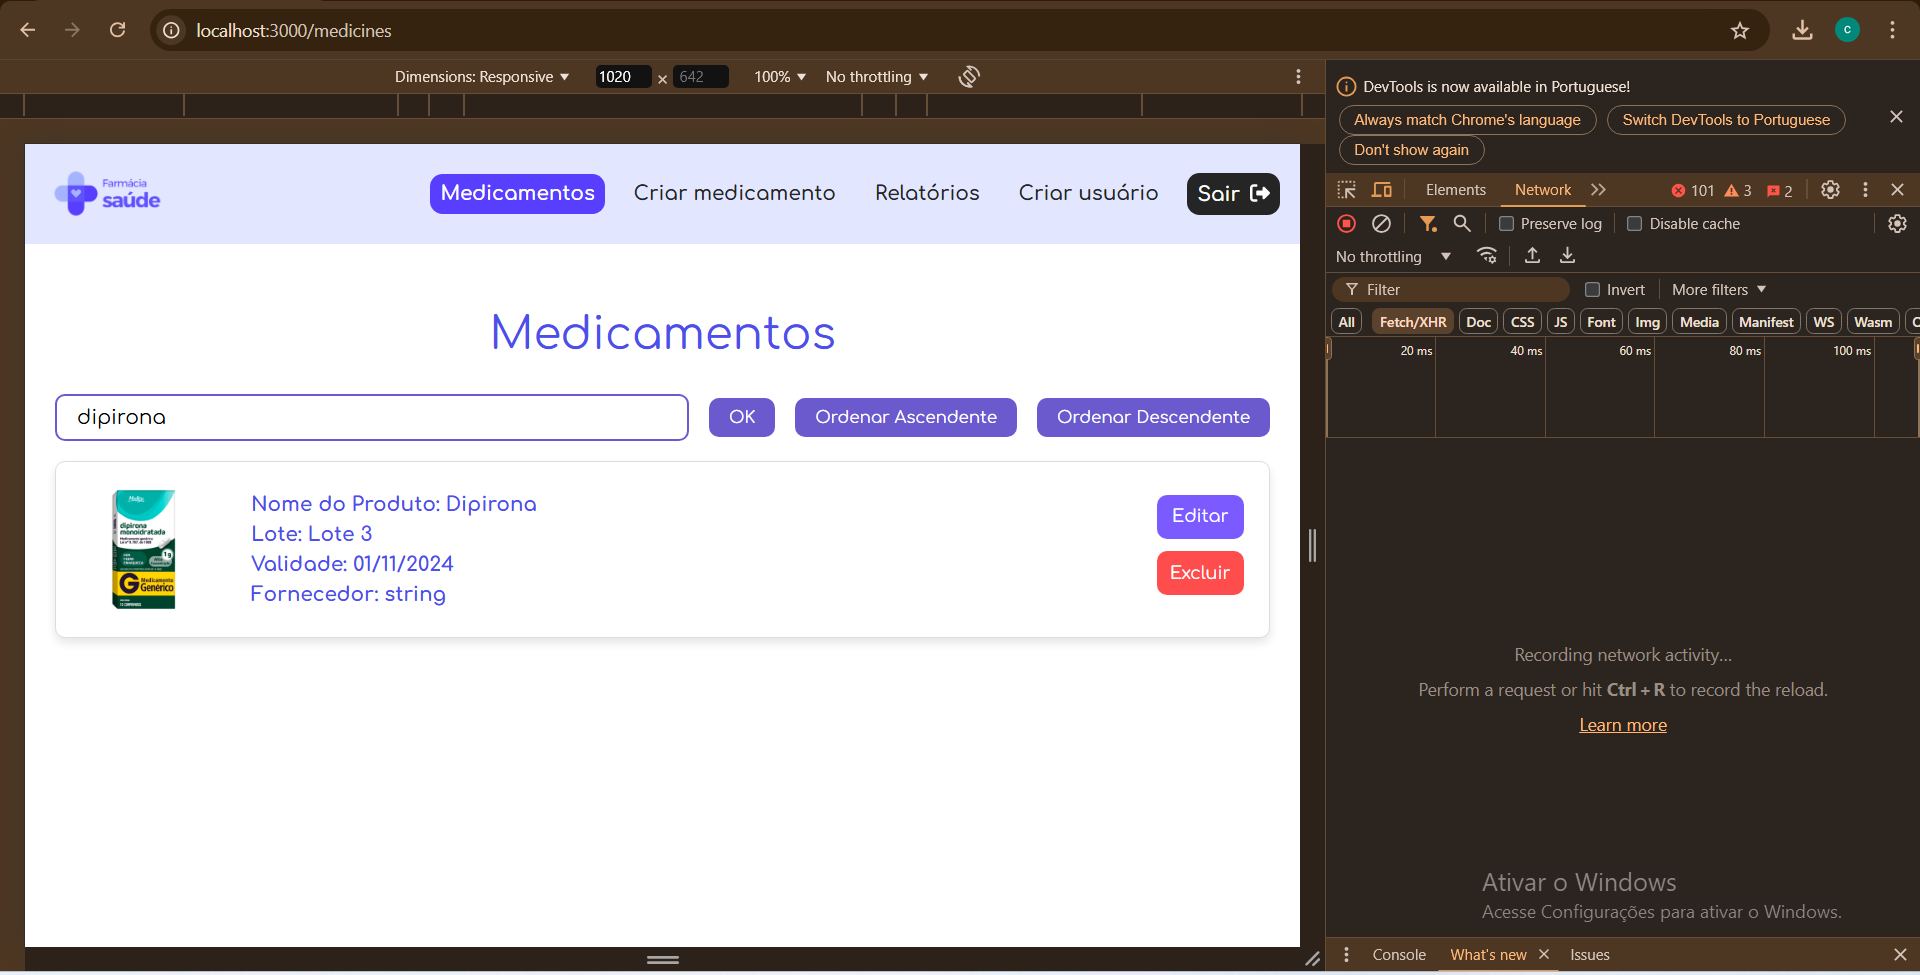 localhost:3000/medicines
C
Dimensions: Responsive
1020 × 642
100%
No throttling
DevTools is now available in Portuguese!
Always match Chrome's language
Switch DevTools to Portuguese
Don't show again
Elements
Network
101
3
2
Preserve log
Disable cache
No throttling
Filter
Invert
More filters
All
Fetch/XHR
Doc
CSS
JS
Font
Img
Media
Manifest
WS
Wasm
20 ms
40 ms
60 ms
80 ms
100 ms
Recording network activity...
Perform a request or hit Ctrl + R to record the reload.
Learn more
Ativar o Windows
Acesse Configurações para ativar o Windows.
Console
What's new
Issues
Farmácia
saúde
Medicamentos
Criar medicamento
Relatórios
Criar usuário
Sair
Medicamentos
dipirona
OK
Ordenar Ascendente
Ordenar Descendente
dipirona
monoidratada
1g
G
Medicamento
Genérico
Nome do Produto: Dipirona
Lote: Lote 3
Validade: 01/11/2024
Fornecedor: string
Editar
Excluir